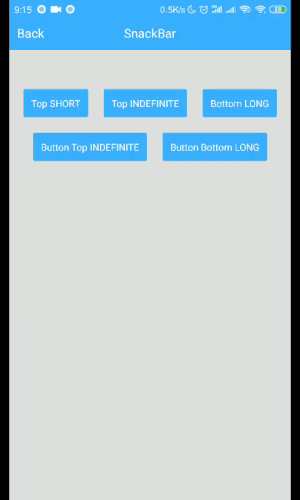 9:15 0.5K/s
Back SnackBar
Top SHORT Top INDEFINITE Bottom LONG
Button Top INDEFINITE Button Bottom LONG